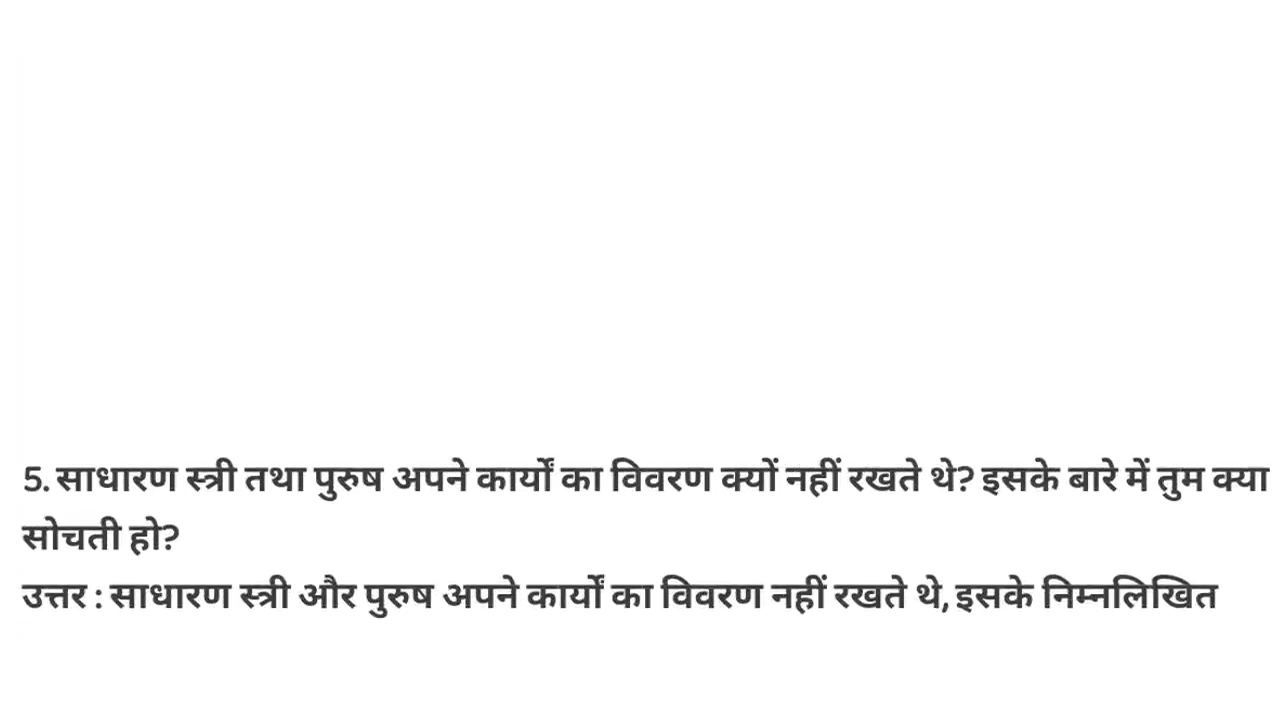 5. साधारण स्त्री तथा पुरुष अपने कार्यों का विवरण क्यों नहीं रखते थे? इसके बारे में तुम क्या
सोचती हो?
उत्तर : साधारण स्त्री और पुरुष अपने कार्यों का विवरण नहीं रखते थे, इसके निम्नलिखित